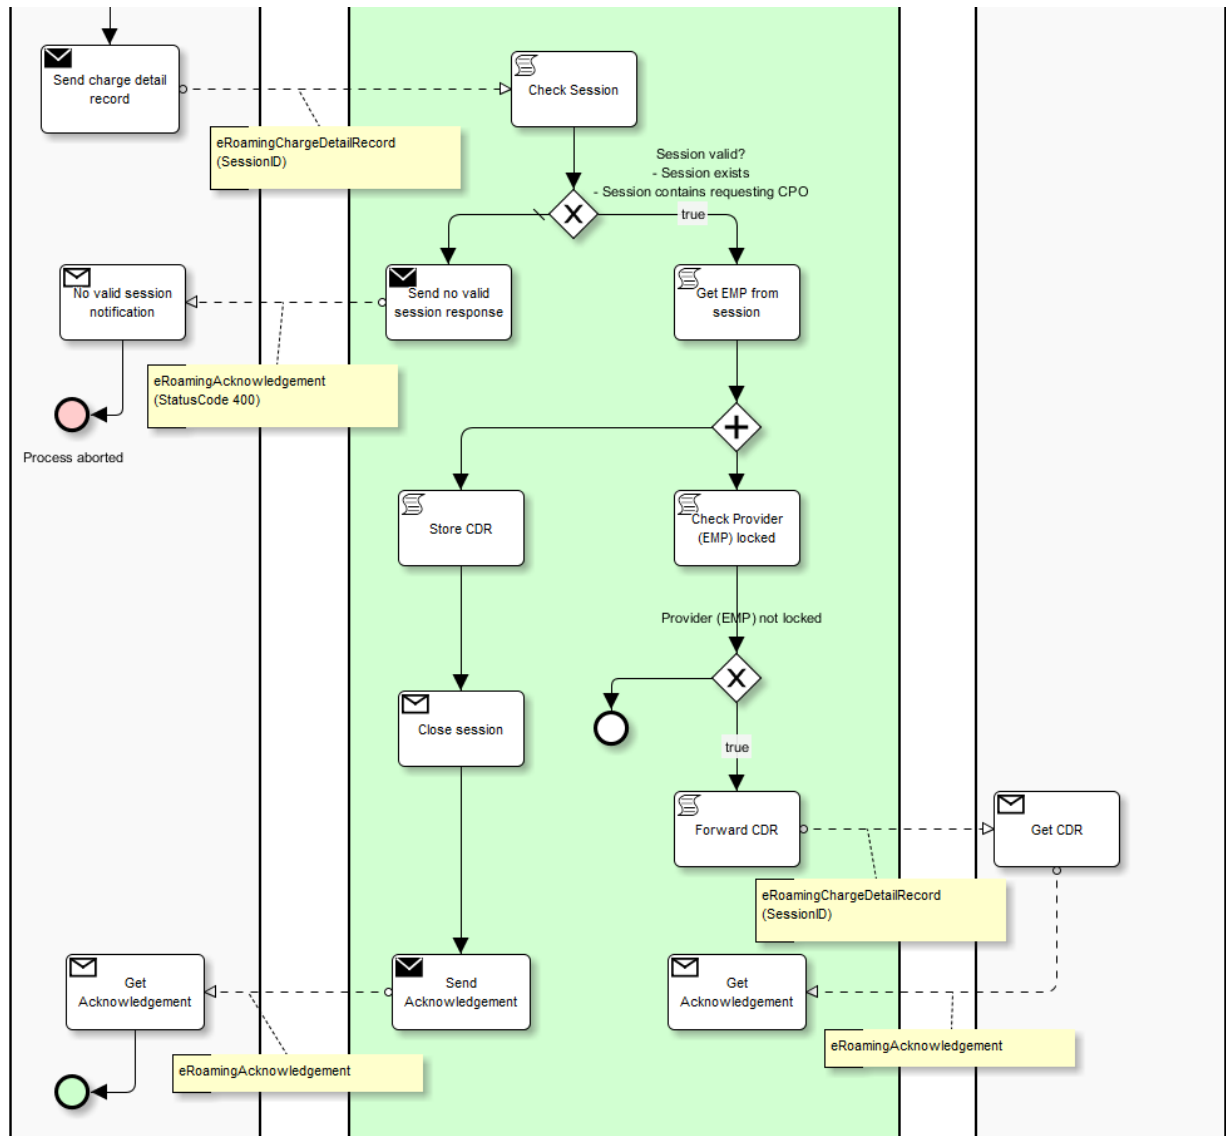 Send charge detail
record
Check Session
eRoamingChargeDetailRecord
(SessionID)
Session valid?
- Session exists
- Session contains requesting CPO
true
No valid session
notification
Send no valid
session response
Get EMP from
session
eRoamingAcknowledgement
(StatusCode 400)
Process aborted
Store CDR
Check Provider
(EMP) locked
Provider (EMP) not locked
Close session
true
Forward CDR
Get CDR
eRoamingChargeDetailRecord
(SessionID)
Get
Acknowledgement
Send
Acknowledgement
Get
Acknowledgement
eRoamingAcknowledgement
eRoamingAcknowledgement